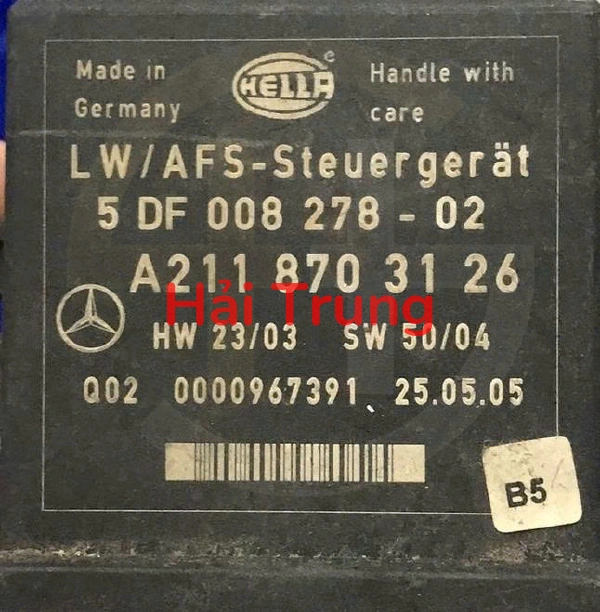 Made in
Germany
HELLA
Handle with
care
LW/AFS-Steuergerät
5 DF 008 278 - 02
A211 870 31 26
Hải Trung
HW 23/03 SW 50/04
Q02 0000967391 25.05.05
B5